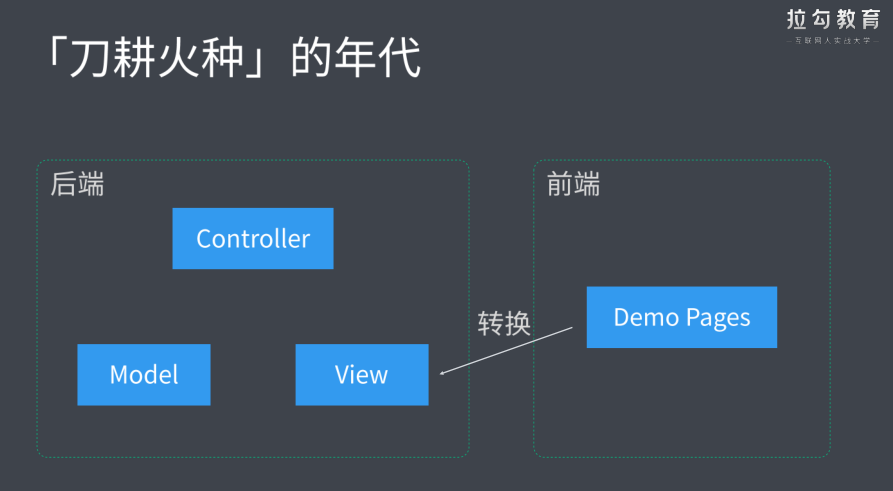 拉勾教育
—互联网人实战大学—
「刀耕火种」的年代
后端
前端
Controller
转换
Demo Pages
Model
View